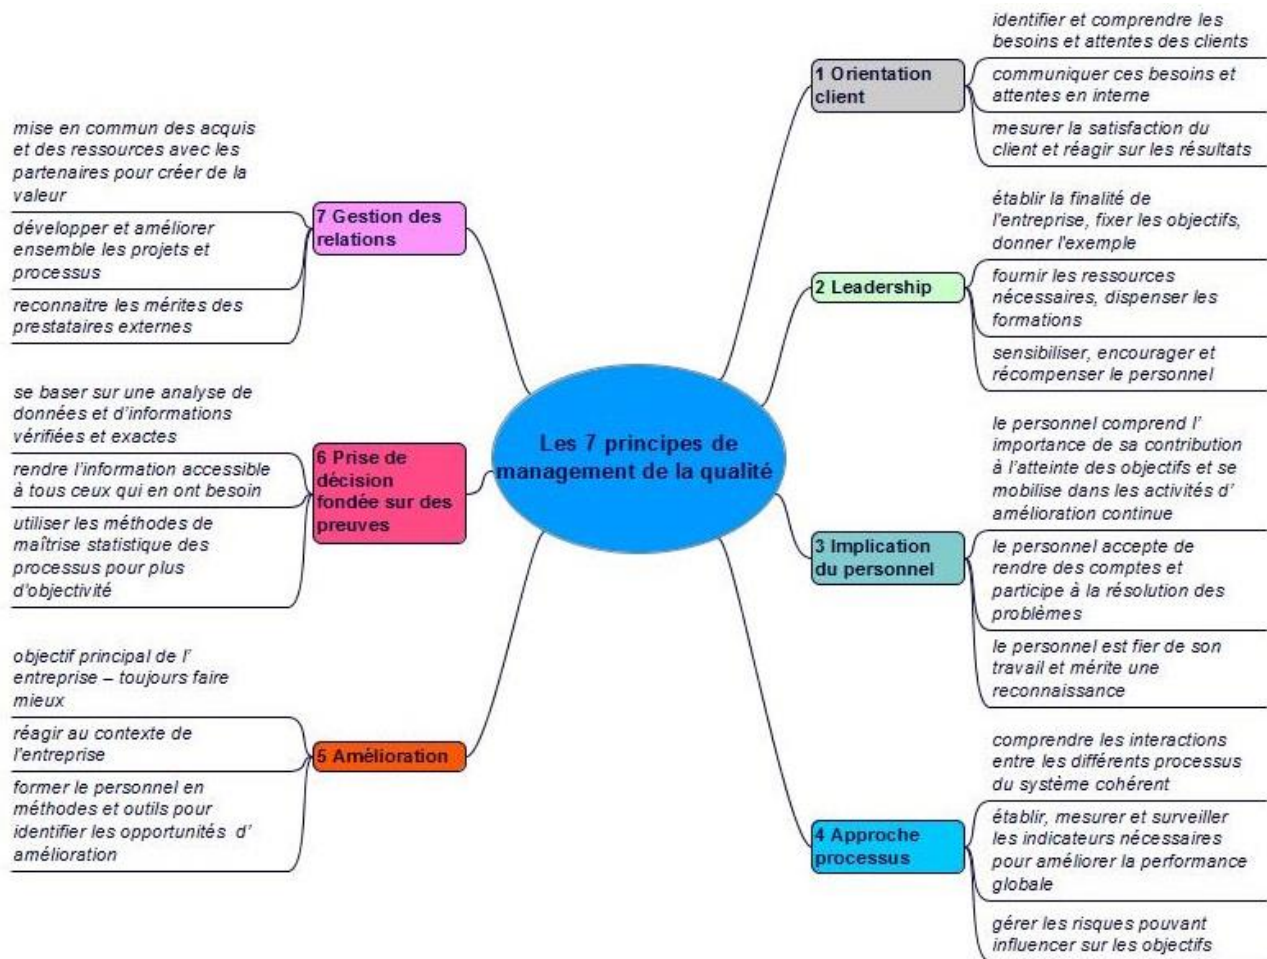 Les 7 principes de
management de la qualité
1 Orientation
client
identifier et comprendre les
besoins et attentes des clients
communiquer ces besoins et
attentes en interne
mesurer la satisfaction du
client et réagir sur les résultats
2 Leadership
établir la finalité de
l'entreprise, fixer les objectifs,
donner l'exemple
fournir les ressources
nécessaires, dispenser les
formations
sensibiliser, encourager et
récompenser le personnel
3 Implication
du personnel
le personnel comprend l'
importance de sa contribution
à l'atteinte des objectifs et se
mobilise dans les activités d'
amélioration continue
le personnel accepte de
rendre des comptes et
participe à la résolution des
problèmes
le personnel est fier de son
travail et mérite une
reconnaissance
4 Approche
processus
comprendre les interactions
entre les différents processus
du système cohérent
établir, mesurer et surveiller
les indicateurs nécessaires
pour améliorer la performance
globale
gérer les risques pouvant
influencer sur les objectifs
5 Amélioration
objectif principal de l'
entreprise – toujours faire
mieux
réagir au contexte de
l'entreprise
former le personnel en
méthodes et outils pour
identifier les opportunités d'
amélioration
6 Prise de
décision
fondée sur des
preuves
se baser sur une analyse de
données et d'informations
vérifiées et exactes
rendre l'information accessible
à tous ceux qui en ont besoin
utiliser les méthodes de
maîtrise statistique des
processus pour plus
d'objectivité
7 Gestion des
relations
mise en commun des acquis
et des ressources avec les
partenaires pour créer de la
valeur
développer et améliorer
ensemble les projets et
processus
reconnaitre les mérites des
prestataires externes